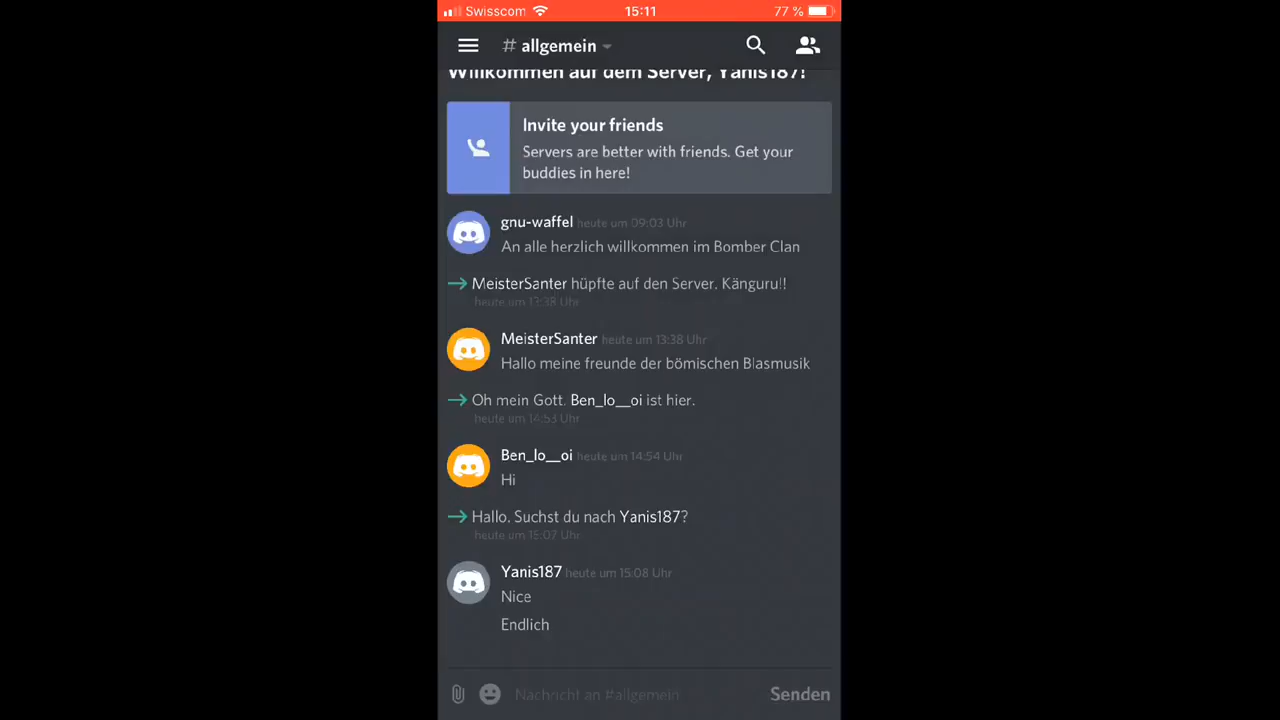 Swisscom 15:11 77 %
# allgemein
Willkommen auf dem Server, Yanis187!
Invite your friends
Servers are better with friends. Get your
buddies in here!
gnu-waffel heute um 09:03 Uhr
An alle herzlich willkommen im Bomber Clan
MeisterSanter hüpfte auf den Server. Känguru!!
heute um 13:38 Uhr
MeisterSanter heute um 13:38 Uhr
Hallo meine freunde der bömischen Blasmusik
Oh mein Gott. Ben_lo__oi ist hier.
heute um 14:53 Uhr
Ben_lo__oi heute um 14:54 Uhr
Hi
Hallo. Suchst du nach Yanis187?
heute um 15:07 Uhr
Yanis187 heute um 15:08 Uhr
Nice
Endlich
Nachricht an #allgemein Senden